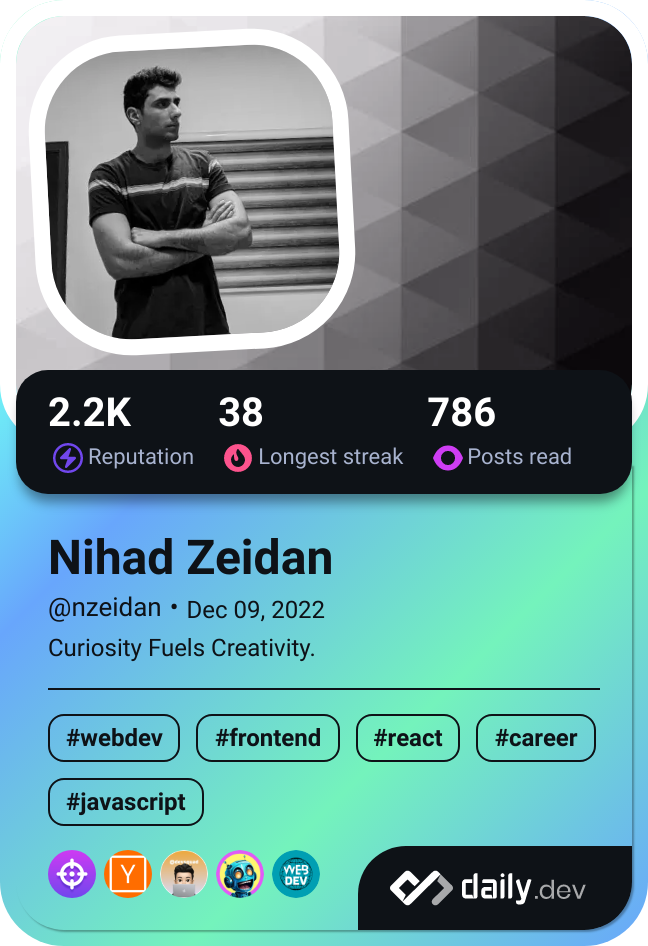 2.2K 38 786
Reputation Longest streak Posts read
Nihad Zeidan
@nzeidan • Dec 09, 2022
Curiosity Fuels Creativity.
#webdev #frontend #react #career
#javascript
Y WEB DEV daily.dev